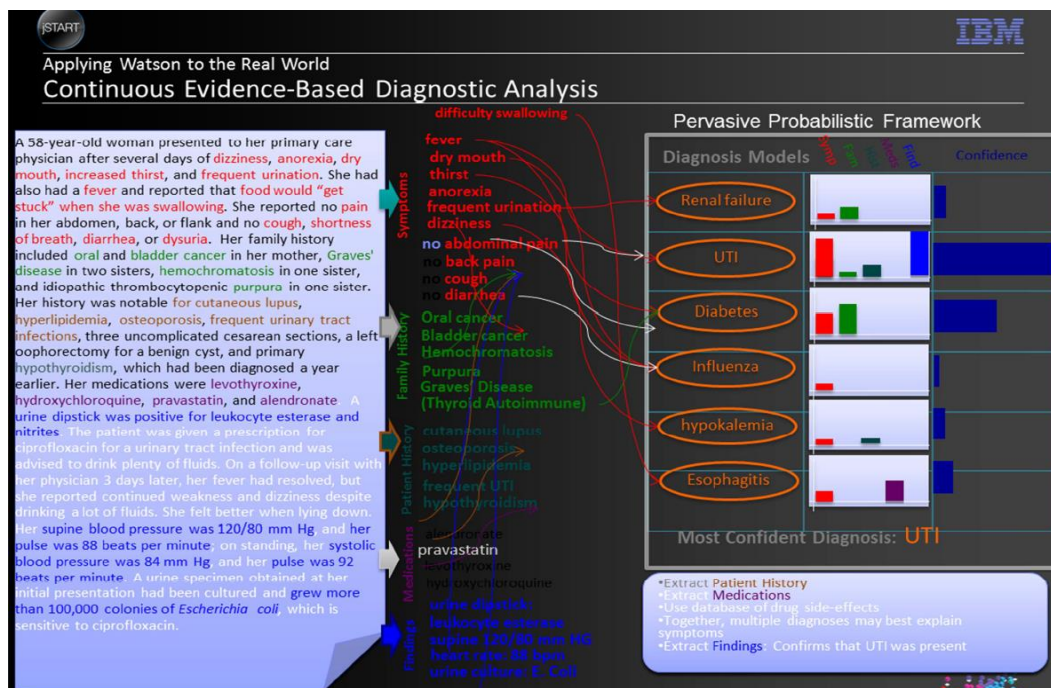 jSTART
IBM
Applying Watson to the Real World
Continuous Evidence-Based Diagnostic Analysis
A 58-year-old woman presented to her primary care
physician after several days of dizziness, anorexia, dry
mouth, increased thirst, and frequent urination. She had
also had a fever and reported that food would "get
stuck" when she was swallowing. She reported no pain
in her abdomen, back, or flank and no cough, shortness
of breath, diarrhea, or dysuria. Her family history
included oral and bladder cancer in her mother, Graves'
disease in two sisters, hemochromatosis in one sister,
and idiopathic thrombocytopenic purpura in one sister.
Her history was notable for cutaneous lupus,
hyperlipidemia, osteoporosis, frequent urinary tract
infections, three uncomplicated cesarean sections, a left
oophorectomy for a benign cyst, and primary
hypothyroidism, which had been diagnosed a year
earlier. Her medications were levothyroxine,
hydroxychloroquine, pravastatin, and alendronate. A
urine dipstick was positive for leukocyte esterase and
nitrites. The patient was given a prescription for
ciprofloxacin for a urinary tract infection and was
advised to drink plenty of fluids. On a follow-up visit with
her physician 3 days later, her fever had resolved, but
she reported continued weakness and dizziness despite
drinking a lot of fluids. She felt better when lying down.
Her supine blood pressure was 120/80 mm Hg, and her
pulse was 88 beats per minute; on standing, her systolic
blood pressure was 84 mm Hg, and her pulse was 92
beats per minute. A urine specimen obtained at her
initial presentation had been cultured and grew more
than 100,000 colonies of Escherichia coli, which is
sensitive to ciprofloxacin.
Symptoms
difficulty swallowing
fever
dry mouth
thirst
anorexia
frequent urination
dizziness
no abdominal pain
no back pain
no cough
no diarrhea
Family History
Oral cancer
Bladder cancer
Hemochromatosis
Purpura
Graves' Disease
(Thyroid Autoimmune)
Patient History
cutaneous lupus
osteoporosis
hyperlipidemia
frequent UTI
hypothyroidism
Medications
alendronate
pravastatin
levothyroxine
hydroxychloroquine
Findings
urine dipstick:
leukocyte esterase
supine 120/80 mm HG
heart rate: 88 bpm
urine culture: E. Coli
Pervasive Probabilistic Framework
Diagnosis Models
Symp
Fam
Medic
Find
Confidence
Renal failure
UTI
Diabetes
Influenza
hypokalemia
Esophagitis
Most Confident Diagnosis: UTI
•Extract Patient History
•Extract Medications
•Use database of drug side-effects
•Together, multiple diagnoses may best explain
symptoms
•Extract Findings: Confirms that UTI was present